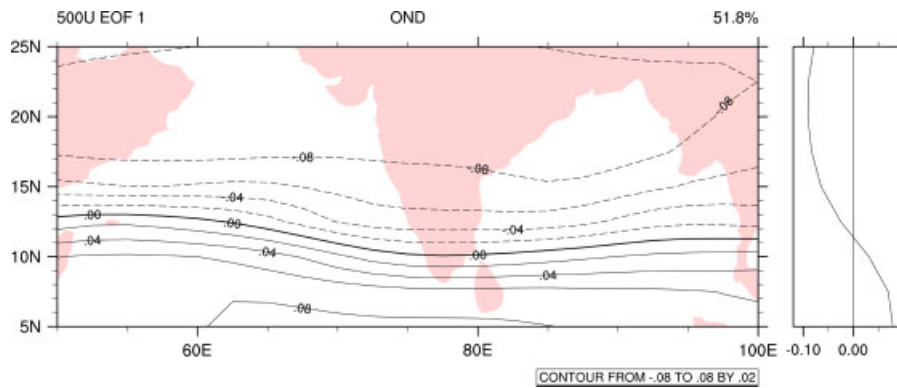 500U EOF 1 OND 51.8%
25N
-.08
20N
-.08
-.08
15N
-.04
-.04
.00
.00
.00
10N
.04
.04
.04
.08
5N
60E 80E 100E -0.10 0.00
CONTOUR FROM -.08 TO .08 BY .02